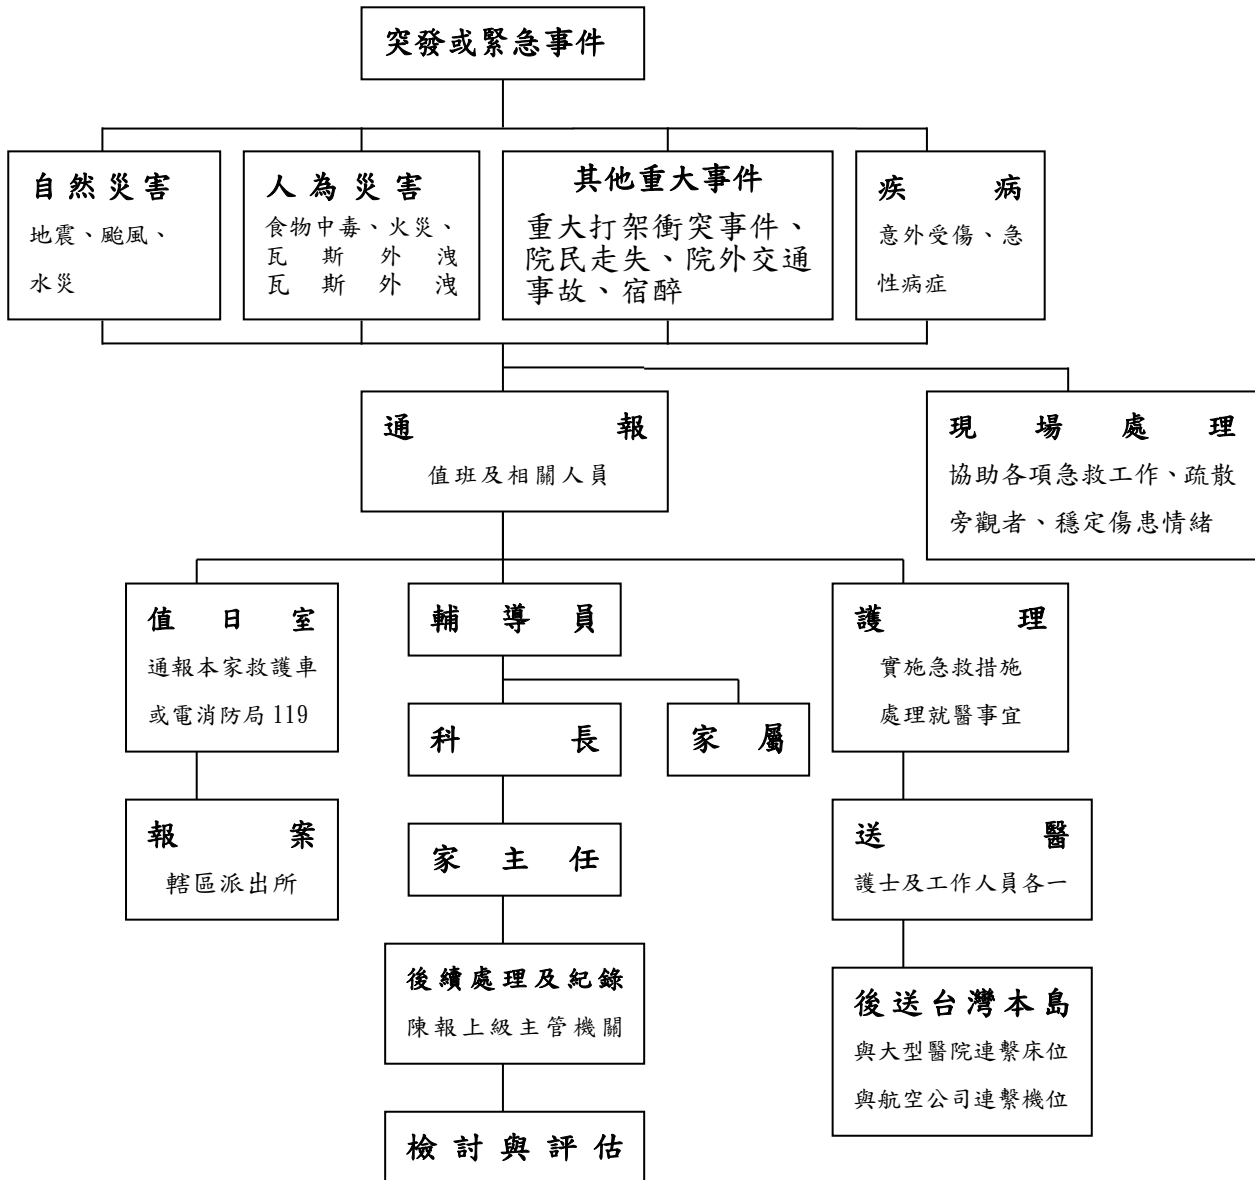 突發或緊急事件
自然災害
地震、颱風、
水災
人為災害
食物中毒、火災、
瓦斯外洩
瓦斯外洩
其他重大事件
重大打架衝突事件、
院民走失、院外交通
事故、宿醉
疾病
意外受傷、急
性病症
通報
值班及相關人員
現場處理
協助各項急救工作、疏散
旁觀者、穩定傷患情緒
值日室
通報本家救護車
或電消防局 119
輔導員
護理
實施急救措施
處理就醫事宜
科長
家屬
報案
轄區派出所
家主任
送醫
護士及工作人員各一
後續處理及紀錄
陳報上級主管機關
後送台灣本島
與大型醫院連繫床位
與航空公司連繫機位
檢討與評估